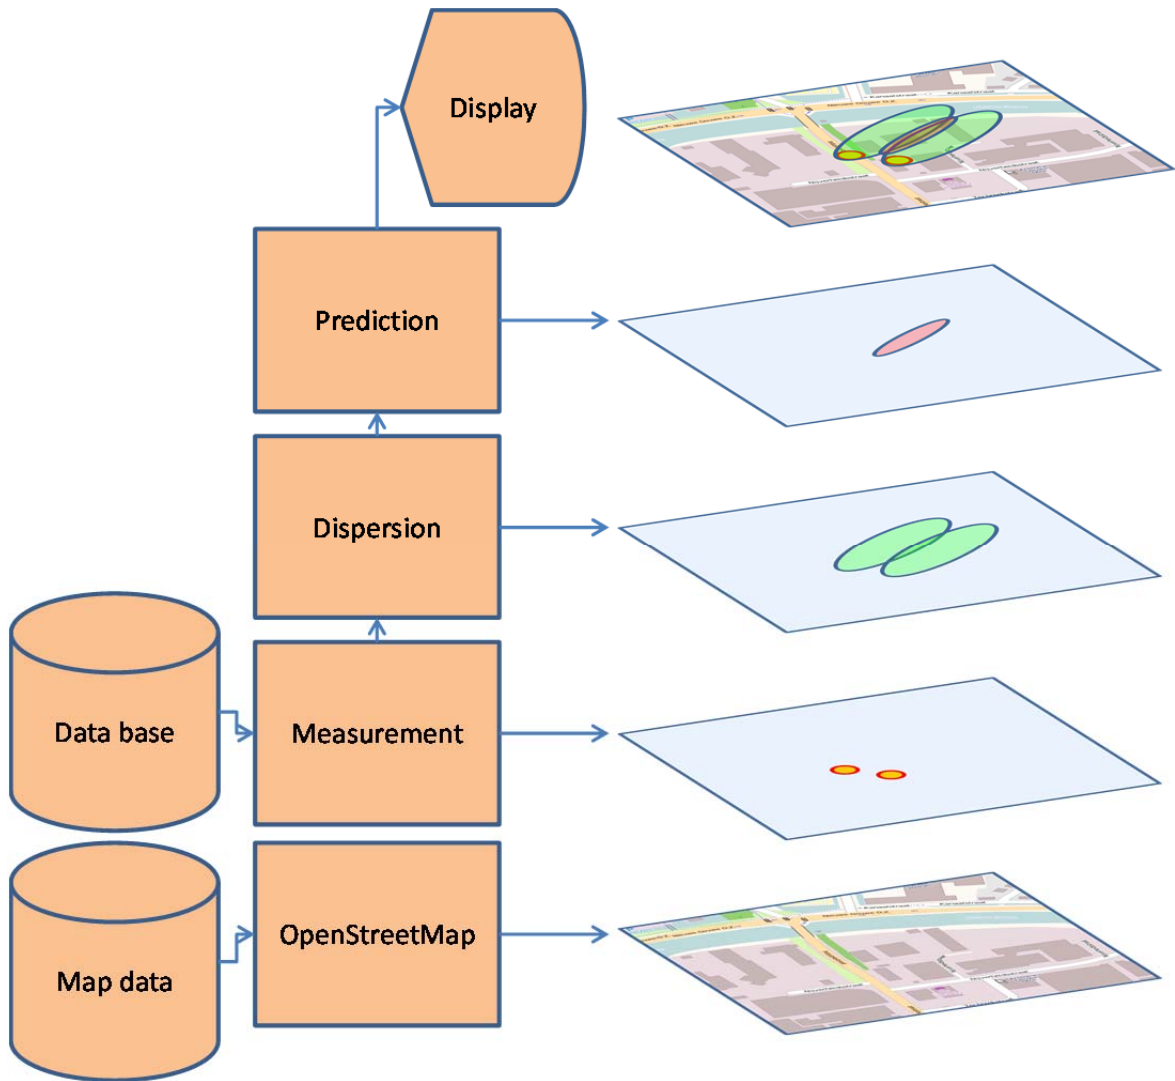 Display
Prediction
Dispersion
Data base
Measurement
Map data
OpenStreetMap